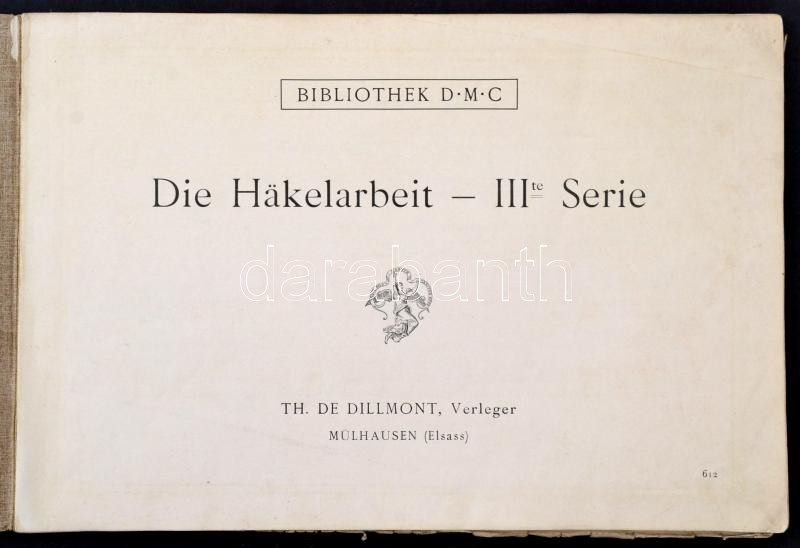 BIBLIOTHEK D·M·C
Die Häkelarbeit – IIIte Serie
darabanth
TH. DE DILLMONT, Verleger
MÜLHAUSEN (Elsass)
612